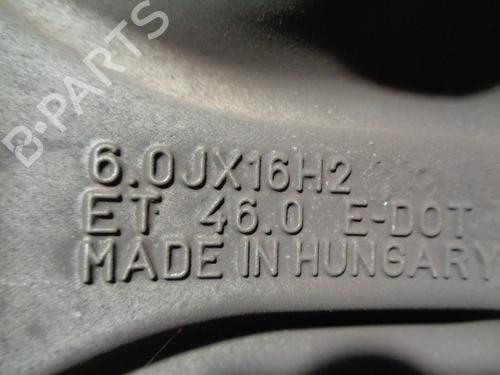 B-PARTS
6.0JX16H2
ET 46.0 E-DOT
MADE IN HUNGARY